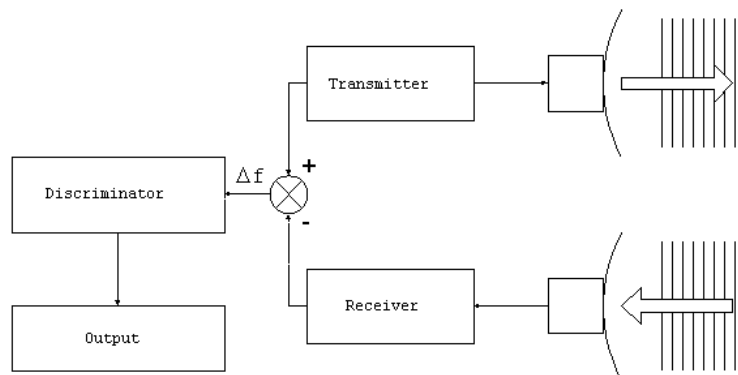 Transmitter
+
Δf
Discriminator
-
Receiver
Output